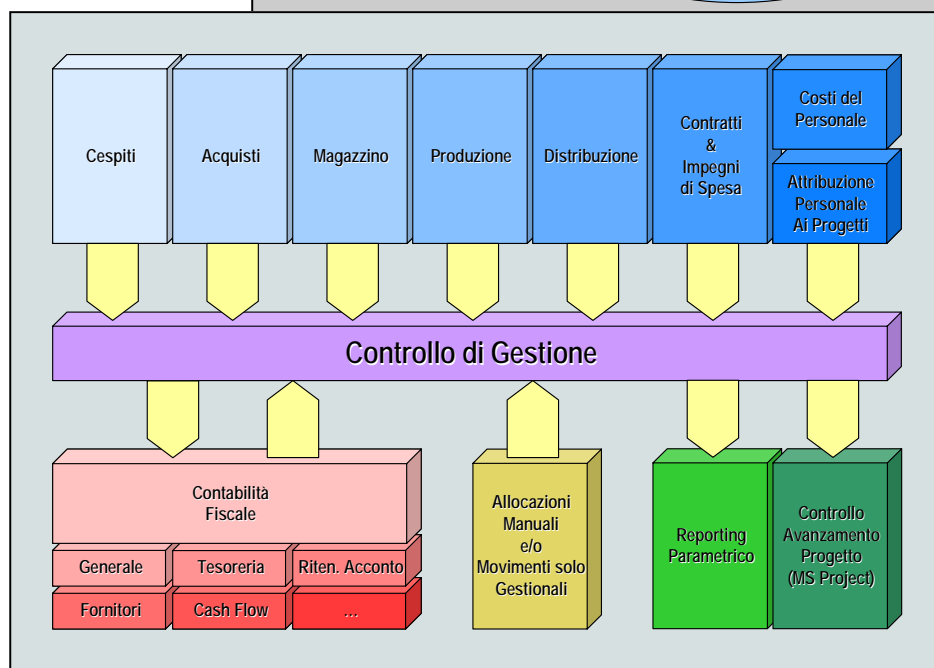 Cespiti
Acquisti
Magazzino
Produzione
Distribuzione
Contratti
&
Impegni
di Spesa
Costi del
Personale
Attribuzione
Personale
Ai Progetti
Controllo di Gestione
Contabilità
Fiscale
Generale
Tesoreria
Riten. Acconto
Fornitori
Cash Flow
...
Allocazioni
Manuali
e/o
Movimenti solo
Gestionali
Reporting
Parametrico
Controllo
Avanzamento
Progetto
(MS Project)